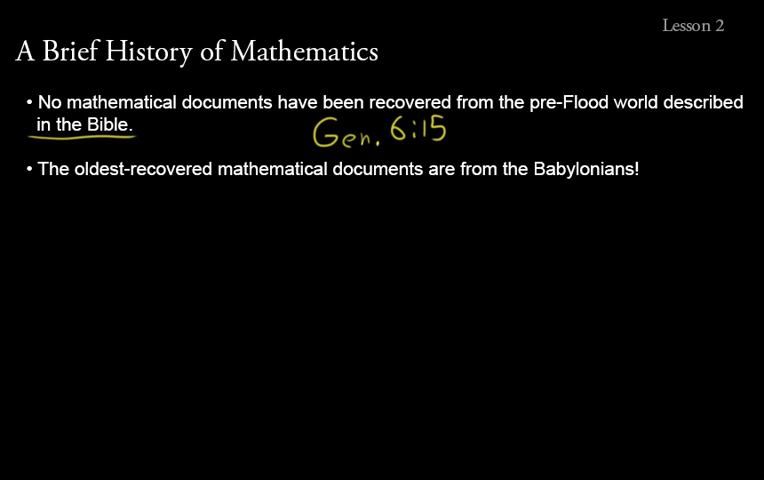 Lesson 2
A Brief History of Mathematics
• No mathematical documents have been recovered from the pre-Flood world described
in the Bible.
Gen. 6:15
• The oldest-recovered mathematical documents are from the Babylonians!